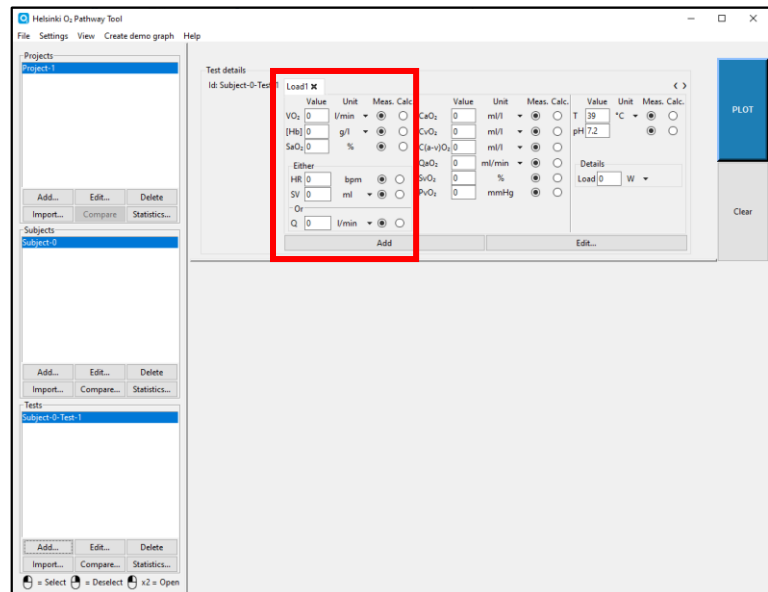 Helsinki O₂ Pathway Tool
File Settings View Create demo graph Help
Projects
Project-1
Add... Edit... Delete
Import... Compare Statistics...
Subjects
Subject-0
Add... Edit... Delete
Import... Compare... Statistics...
Tests
Subject-0-Test-1
Add... Edit... Delete
Import... Compare... Statistics...
= Select = Deselect x2 = Open
Test details
Id: Subject-0-Test-1
Load1 ✖ < >
Value Unit Meas. Calc. Value Unit Meas. Calc. Value Unit Meas. Calc.
VO₂ 0 l/min CaO₂ 0 ml/l T 39 °C
[Hb] 0 g/l CvO₂ 0 ml/l pH 7.2
SaO₂ 0 % C(a-v)O₂ 0 ml/l
Either QaO₂ 0 ml/min Details
HR 0 bpm SvO₂ 0 % Load 0 W
SV 0 ml PvO₂ 0 mmHg
Or
Q 0 l/min
Add Edit...
PLOT
Clear